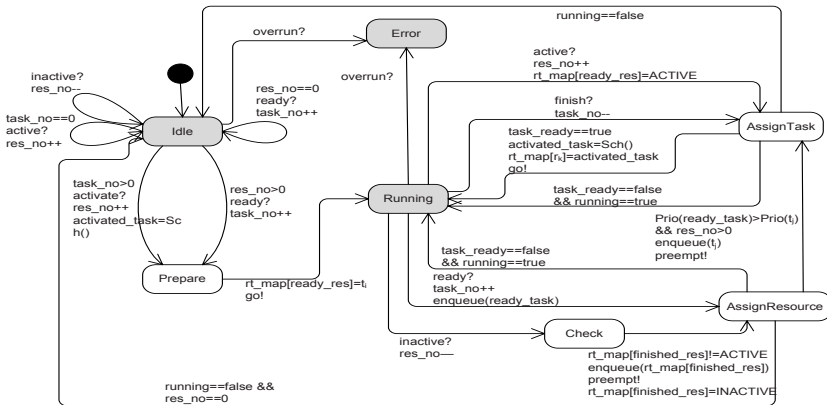 running==false
overrun?
Error
active?
res_no++
rt_map[ready_res]=ACTIVE
overrun?
inactive?
res_no--
res_no==0
ready?
task_no++
finish?
task_no--
task_no==0
active?
res_no++
Idle
AssignTask
task_ready==true
activated_task=Sch()
rt_map[rₖ]=activated_task
go!
task_no>0
activate?
res_no++
activated_task=Sc
h()
res_no>0
ready?
task_no++
Running
task_ready==false
&& running==true
Prio(ready_task)>Prio(tⱼ)
&& res_no>0
enqueue(tⱼ)
preempt!
task_ready==false
&& running==true
Prepare
rt_map[ready_res]=tᵢ
go!
ready?
task_no++
enqueue(ready_task)
AssignResource
Check
inactive?
res_no—
rt_map[finished_res]!=ACTIVE
enqueue(rt_map[finished_res])
preempt!
rt_map[finished_res]=INACTIVE
running==false &&
res_no==0